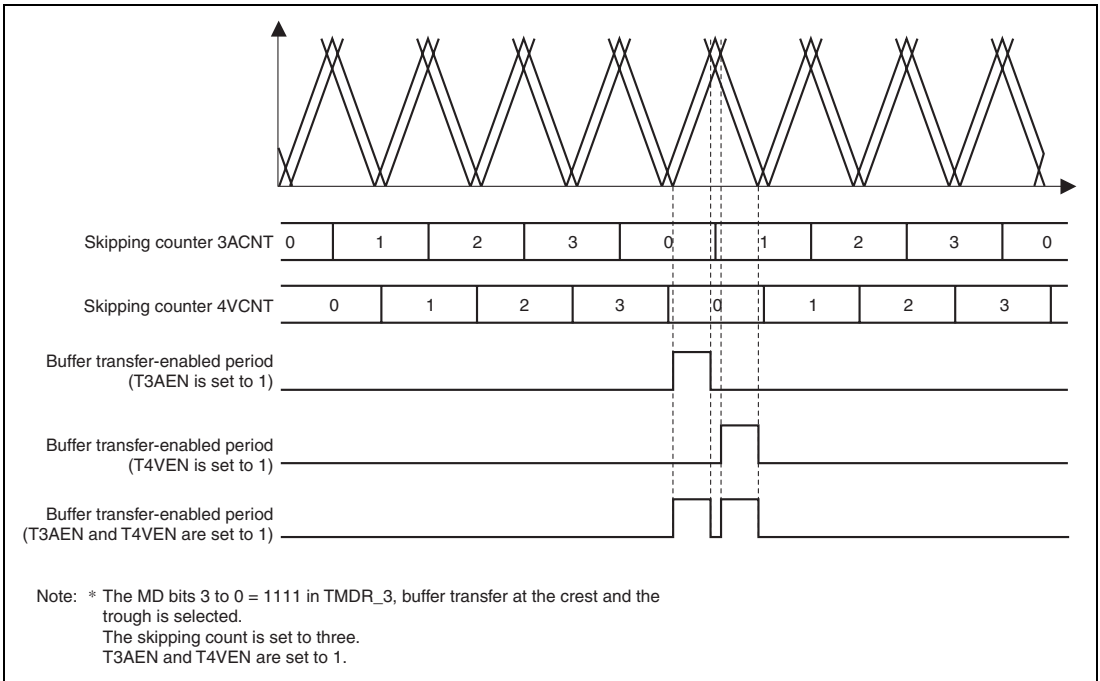 Skipping counter 3ACNT 0 1 2 3 0 1 2 3 0
Skipping counter 4VCNT 0 1 2 3 0 1 2 3
Buffer transfer-enabled period
(T3AEN is set to 1)
Buffer transfer-enabled period
(T4VEN is set to 1)
Buffer transfer-enabled period
(T3AEN and T4VEN are set to 1)
Note: * The MD bits 3 to 0 = 1111 in TMDR_3, buffer transfer at the crest and the
trough is selected.
The skipping count is set to three.
T3AEN and T4VEN are set to 1.